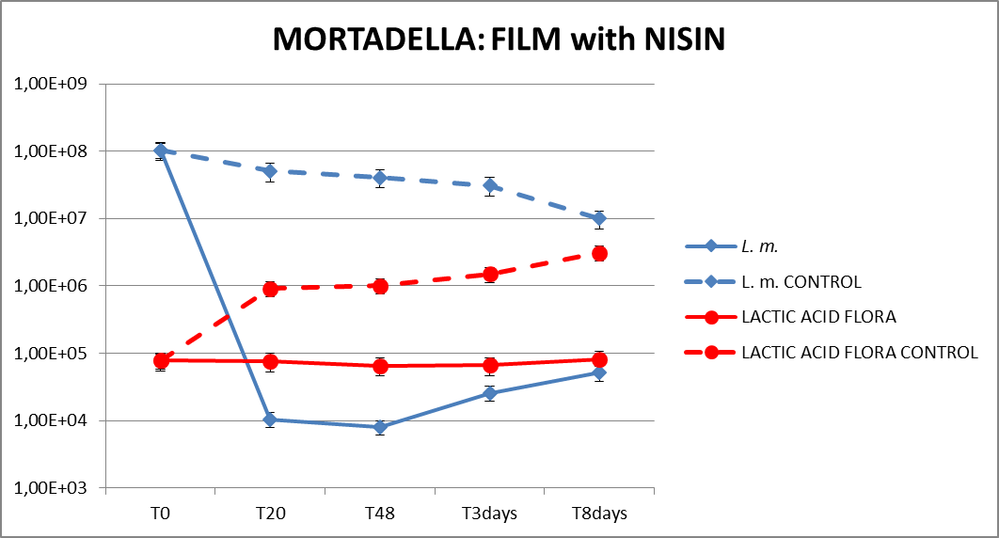 MORTADELLA: FILM with NISIN
1,00E+09
1,00E+08
1,00E+07
1,00E+06
1,00E+05
1,00E+04
1,00E+03
T0 T20 T48 T3days T8days
L. m.
L. m. CONTROL
LACTIC ACID FLORA
LACTIC ACID FLORA CONTROL